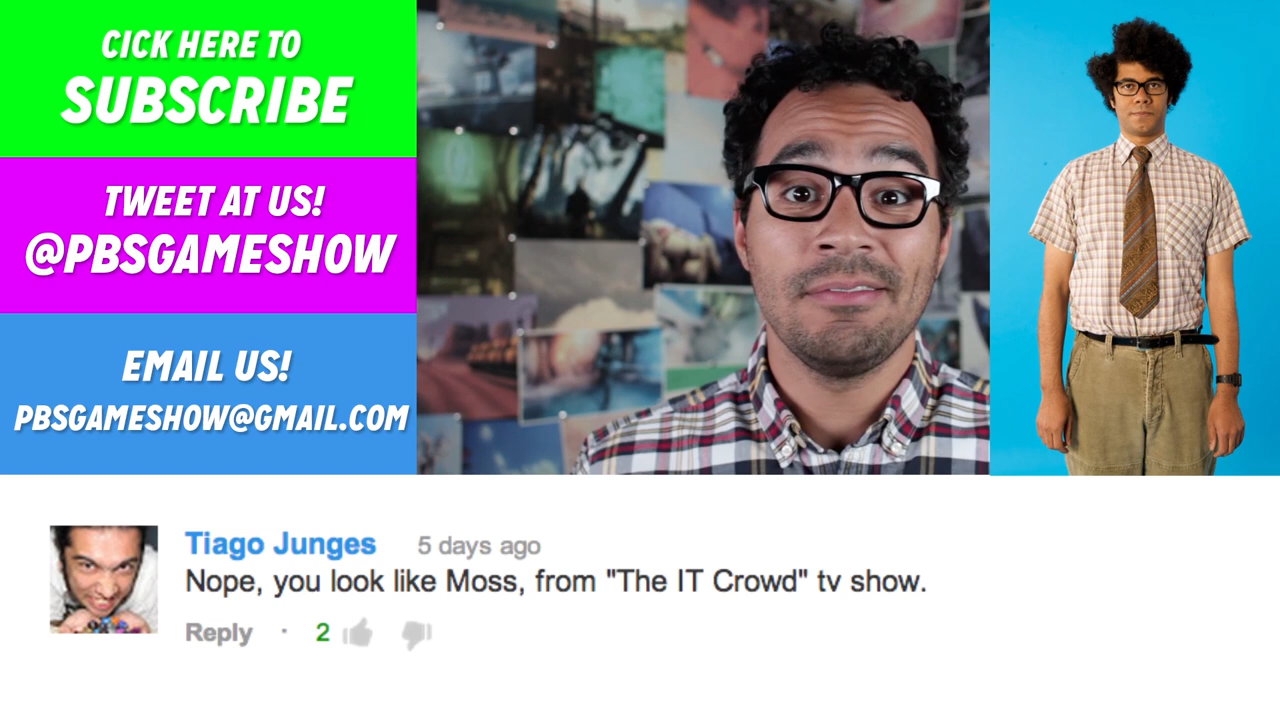 CICK HERE TO
SUBSCRIBE
TWEET AT US!
@PBSGAMESHOW
EMAIL US!
PBSGAMESHOW@GMAIL.COM
Tiago Junges 5 days ago
Nope, you look like Moss, from "The IT Crowd" tv show.
Reply · 2